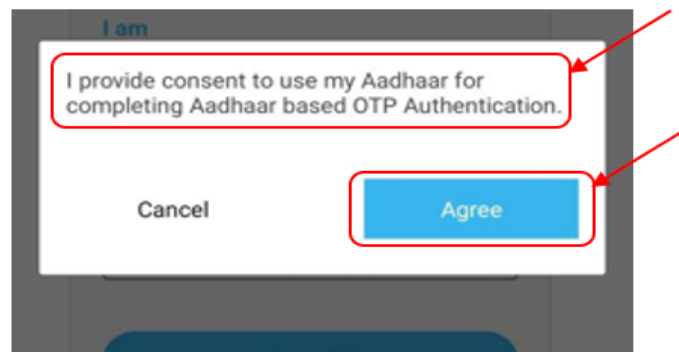 I am
I provide consent to use my Aadhaar for
completing Aadhaar based OTP Authentication.
Cancel
Agree